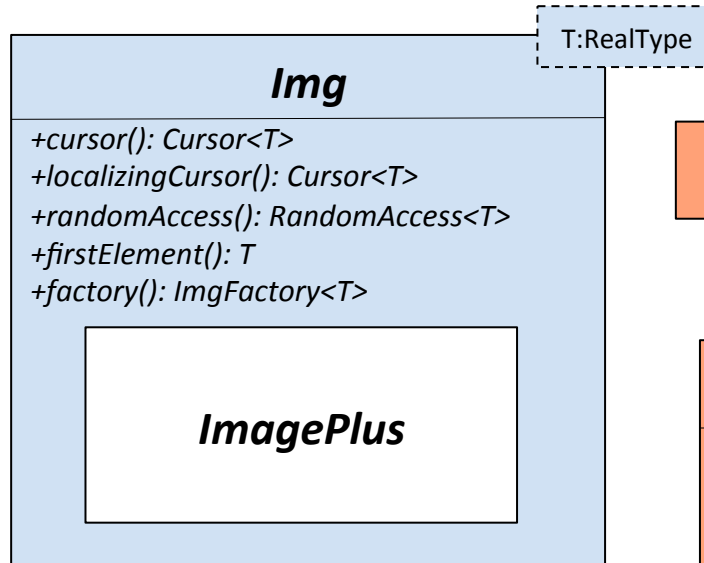 T:RealType
Img
+cursor(): Cursor<T>
+localizingCursor(): Cursor<T>
+randomAccess(): RandomAccess<T>
+firstElement(): T
+factory(): ImgFactory<T>
ImagePlus